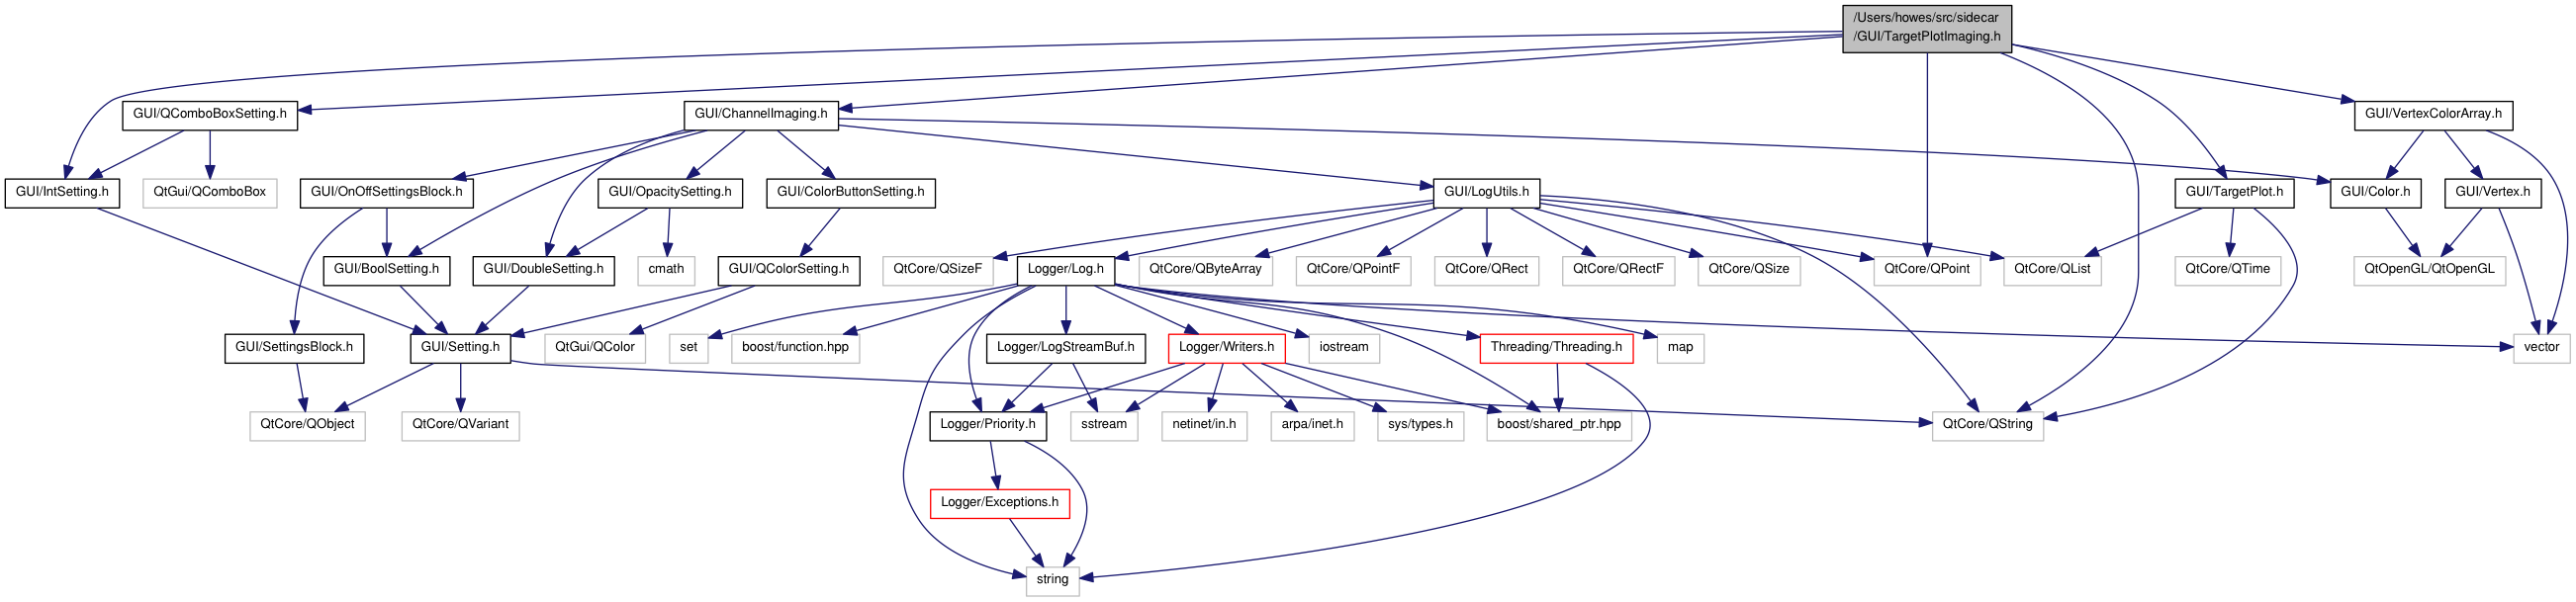 /Users/howes/src/sidecar
/GUI/TargetPlotImaging.h
GUI/QComboBoxSetting.h
GUI/ChannelImaging.h
GUI/VertexColorArray.h
GUI/IntSetting.h
QtGui/QComboBox
GUI/OnOffSettingsBlock.h
GUI/OpacitySetting.h
GUI/ColorButtonSetting.h
GUI/LogUtils.h
GUI/TargetPlot.h
GUI/Color.h
GUI/Vertex.h
GUI/BoolSetting.h
GUI/DoubleSetting.h
cmath
GUI/QColorSetting.h
QtCore/QSizeF
Logger/Log.h
QtCore/QByteArray
QtCore/QPointF
QtCore/QRect
QtCore/QRectF
QtCore/QSize
QtCore/QPoint
QtCore/QList
QtCore/QTime
QtOpenGL/QtOpenGL
GUI/SettingsBlock.h
GUI/Setting.h
QtGui/QColor
set
boost/function.hpp
Logger/LogStreamBuf.h
Logger/Writers.h
iostream
Threading/Threading.h
map
vector
QtCore/QObject
QtCore/QVariant
Logger/Priority.h
sstream
netinet/in.h
arpa/inet.h
sys/types.h
boost/shared_ptr.hpp
QtCore/QString
Logger/Exceptions.h
string